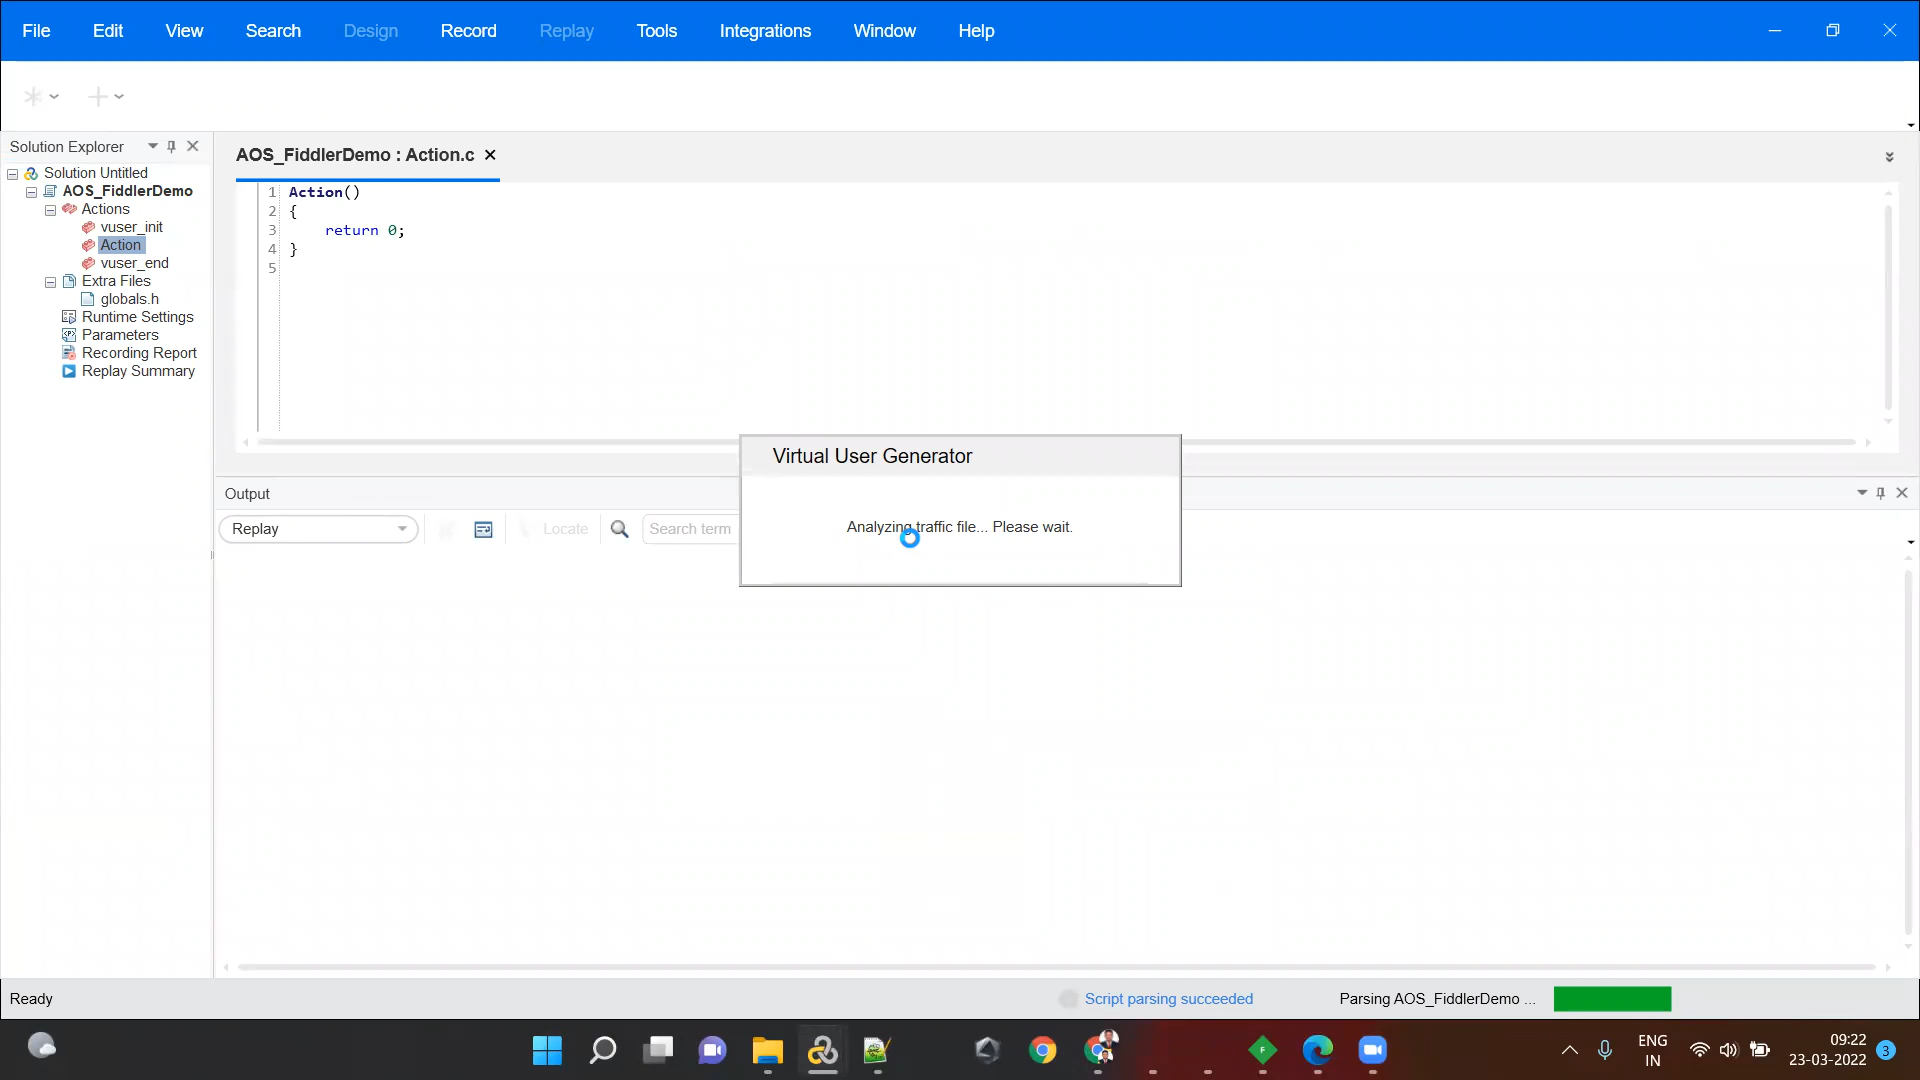 File Edit View Search Design Record Replay Tools Integrations Window Help
Solution Explorer
AOS_FiddlerDemo : Action.c
Solution Untitled
AOS_FiddlerDemo
Actions
vuser_init
Action
vuser_end
Extra Files
globals.h
Runtime Settings
Parameters
Recording Report
Replay Summary
1 Action()
2 {
3 return 0;
4 }
5
Virtual User Generator
Analyzing traffic file... Please wait.
Output
Replay Locate Search term
Ready Script parsing succeeded Parsing AOS_FiddlerDemo ...
ENG
IN
09:22
23-03-2022
3